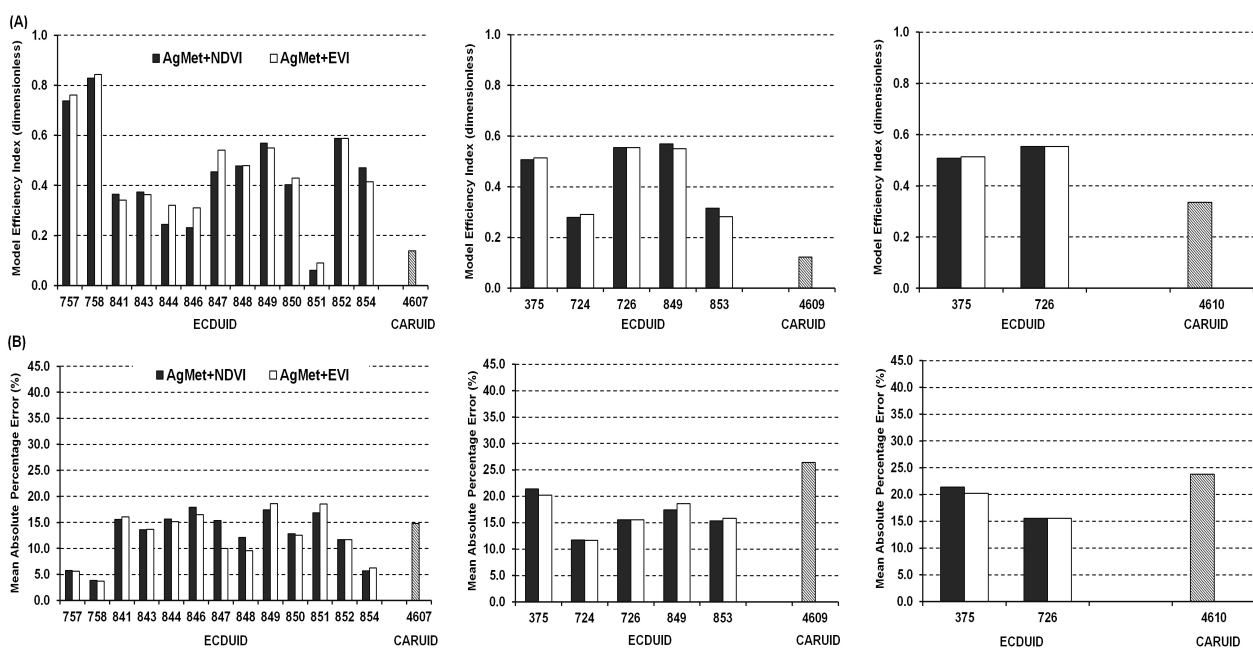 (A)
Model Efficiency Index (dimensionless)
1.0
0.8
0.6
0.4
0.2
0.0
AgMet+NDVI AgMet+EVI
757 758 841 843 844 846 847 848 849 850 851 852 854 4607
ECDUID CARUID
Model Efficiency Index (dimensionless)
1.0
0.8
0.6
0.4
0.2
0.0
375 724 726 849 853 4609
ECDUID CARUID
Model Efficiency Index (dimensionless)
1.0
0.8
0.6
0.4
0.2
0.0
375 726 4610
ECDUID CARUID
(B)
Mean Absolute Percentage Error (%)
45.0
40.0
35.0
30.0
25.0
20.0
15.0
10.0
5.0
0.0
AgMet+NDVI AgMet+EVI
757 758 841 843 844 846 847 848 849 850 851 852 854 4607
ECDUID CARUID
Mean Absolute Percentage Error (%)
45.0
40.0
35.0
30.0
25.0
20.0
15.0
10.0
5.0
0.0
375 724 726 849 853 4609
ECDUID CARUID
Mean Absolute Percentage Error (%)
45.0
40.0
35.0
30.0
25.0
20.0
15.0
10.0
5.0
0.0
375 726 4610
ECDUID CARUID